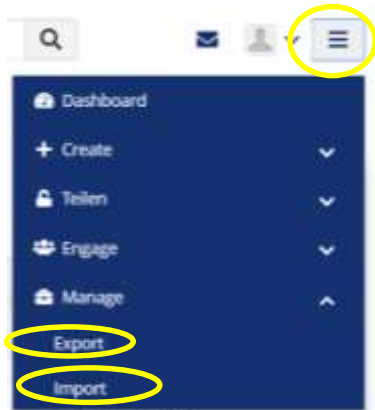 Dashboard
Create
Teilen
Engage
Manage
Export
Import